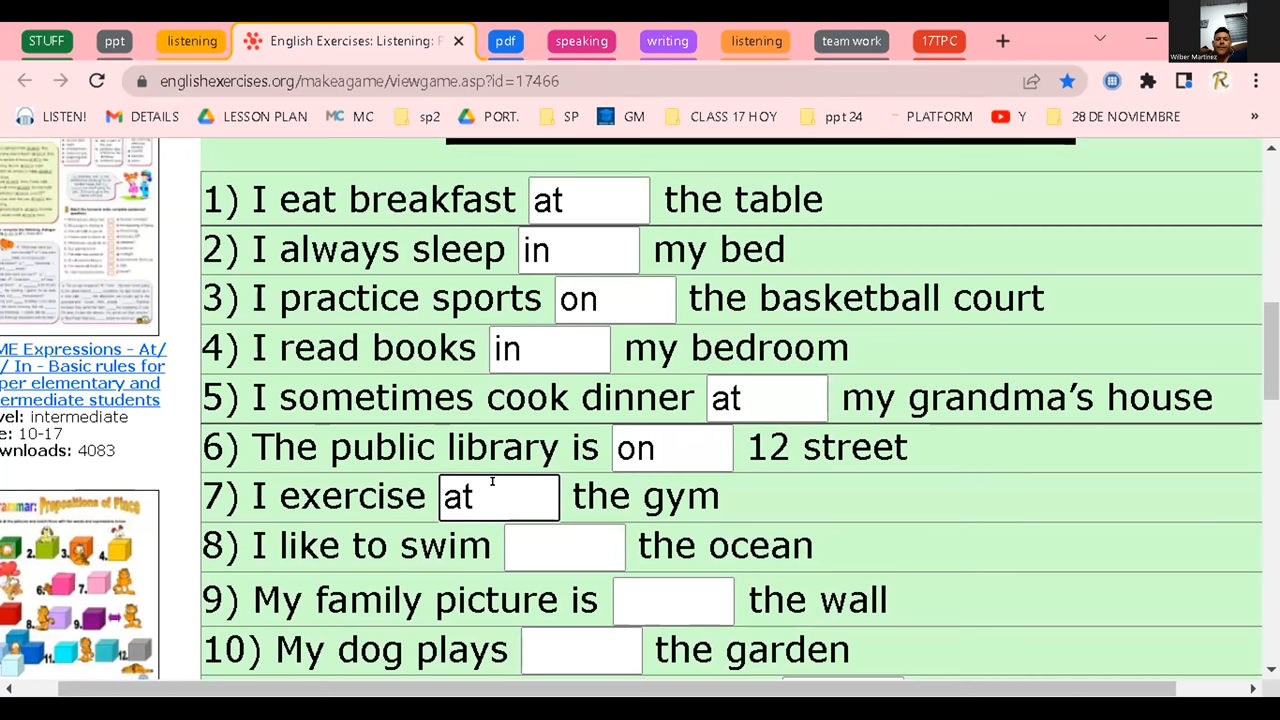 STUFF ppt listening English Exercises: Listening: P pdf speaking writing listening team work 17TPC
Wilber Martinez
englishexercises.org/makeagame/viewgame.asp?id=17466
LISTEN! DETAILS LESSON PLAN MC sp2 PORT. SP GM CLASS 17 HOY ppt 24 PLATFORM Y 28 DE NOVIEMBRE
1) I eat breakfast at the table
2) I always sleep in my bed
3) I practice sports on the basketball court
4) I read books in my bedroom
5) I sometimes cook dinner at my grandma's house
6) The public library is on 12 street
7) I exercise at the gym
8) I like to swim the ocean
9) My family picture is the wall
10) My dog plays the garden
ME Expressions - At/
/ In - Basic rules for
per elementary and
ermediate students
vel: intermediate
e: 10-17
wnloads: 4083
ammar: Prepositions of Place